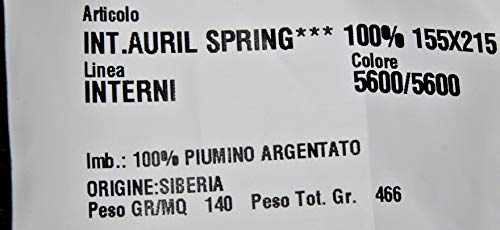 Articolo
INT.AURIL SPRING*** 100% 155X215
Linea Colore
INTERNI 5600/5600
Imb.: 100% PIUMINO ARGENTATO
ORIGINE:SIBERIA
Peso GR/MQ 140 Peso Tot. Gr. 466